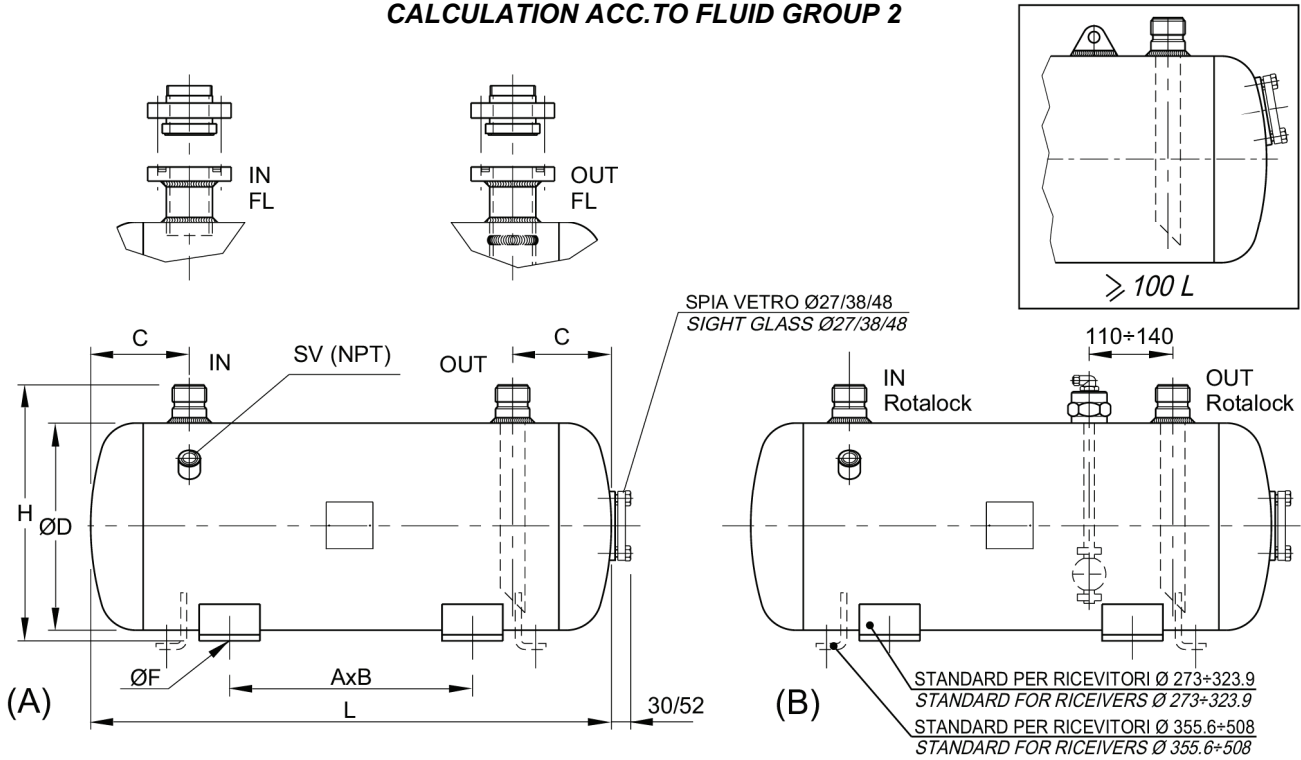 CALCULATION ACC.TO FLUID GROUP 2
IN
FL
OUT
FL
⩾ 100 L
SPIA VETRO Ø27/38/48
SIGHT GLASS Ø27/38/48
C
IN
SV (NPT)
OUT
C
110÷140
IN
Rotalock
OUT
Rotalock
H
ØD
ØF
AxB
L
30/52
(A)
(B)
STANDARD PER RICEVITORI Ø 273÷323.9
STANDARD FOR RICEIVERS Ø 273÷323.9
STANDARD PER RICEVITORI Ø 355.6÷508
STANDARD FOR RICEIVERS Ø 355.6÷508